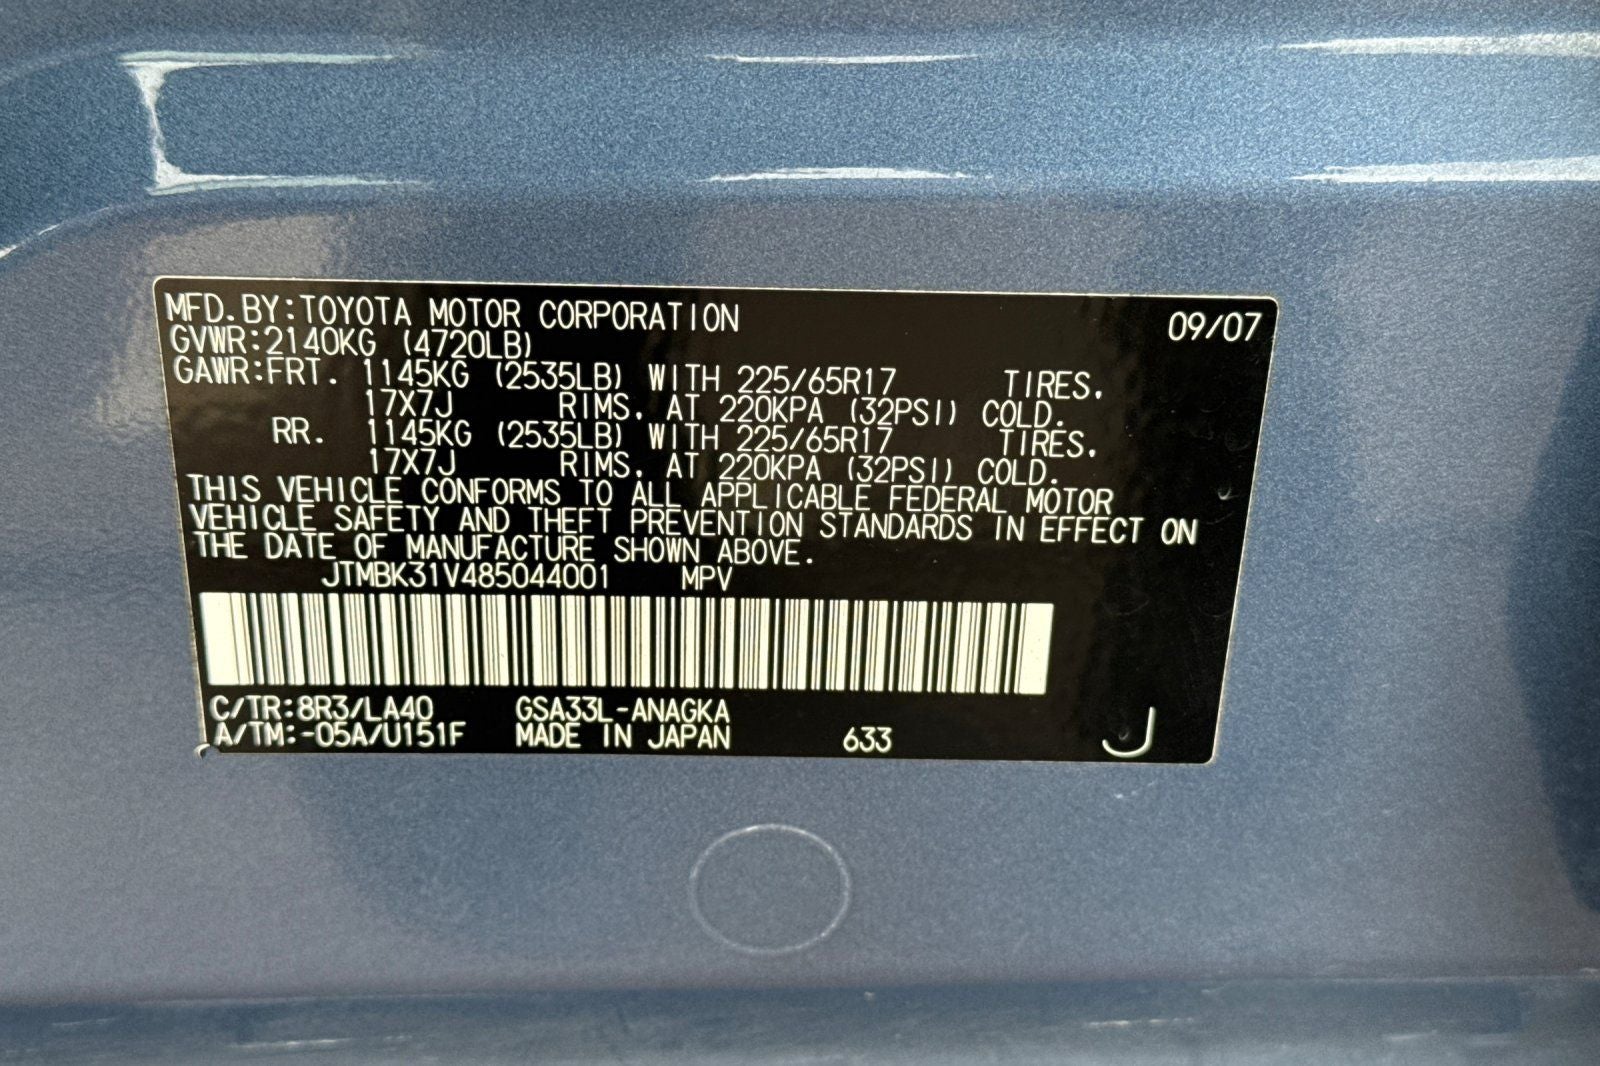 MFD.BY:TOYOTA MOTOR CORPORATION 09/07
GVWR:2140KG (4720LB)
GAWR:FRT. 1145KG (2535LB) WITH 225/65R17 TIRES.
17X7J RIMS. AT 220KPA (32PSI) COLD.
RR. 1145KG (2535LB) WITH 225/65R17 TIRES.
17X7J RIMS. AT 220KPA (32PSI) COLD.
THIS VEHICLE CONFORMS TO ALL APPLICABLE FEDERAL MOTOR
VEHICLE SAFETY AND THEFT PREVENTION STANDARDS IN EFFECT ON
THE DATE OF MANUFACTURE SHOWN ABOVE.
JTMBK31V485044001 MPV
C/TR:8R3/LA40 GSA33L-ANAGKA
A/TM:-05A/U151F MADE IN JAPAN 633 J